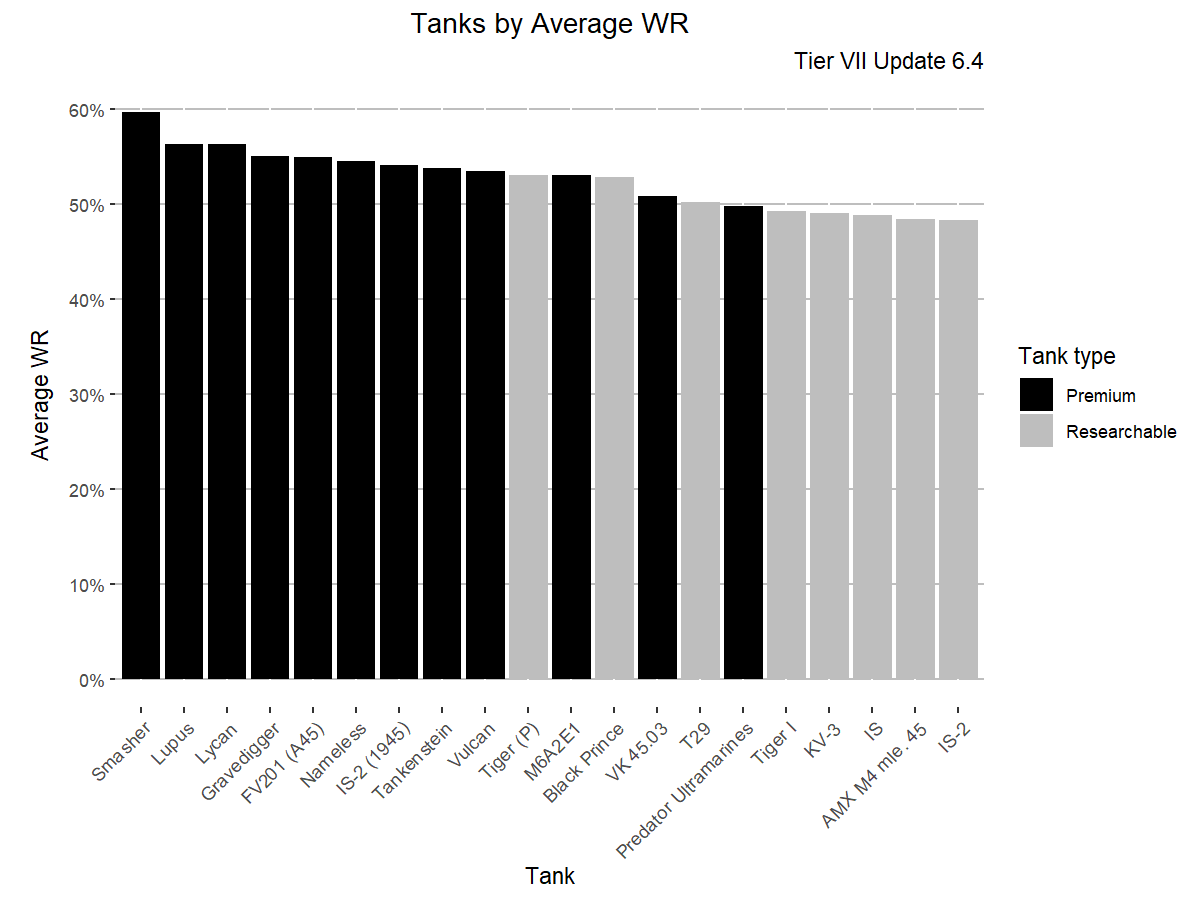 Tanks by Average WR
Tier VII Update 6.4
60%
50%
40%
30%
20%
10%
0%
Average WR
Smasher
Lupus
Lycan
Gravedigger
FV201 (A45)
Nameless
IS-2 (1945)
Tankenstein
Vulcan
Tiger (P)
M6A2E1
Black Prince
VK 45.03
T29
Predator Ultramarines
Tiger I
KV-3
IS
AMX M4 mle. 45
IS-2
Tank
Tank type
Premium
Researchable